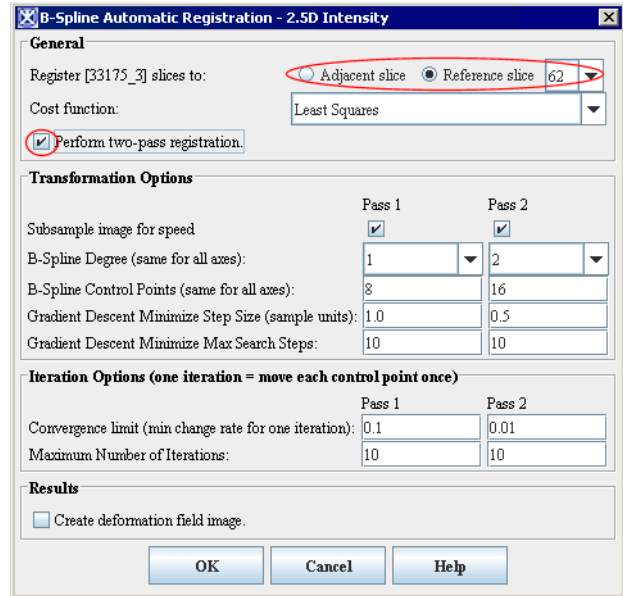 B-Spline Automatic Registration - 2.5D Intensity
General
Register [33175_3] slices to: Adjacent slice Reference slice 62
Cost function: Least Squares
Perform two-pass registration.
Transformation Options
Pass 1 Pass 2
Subsample image for speed
B-Spline Degree (same for all axes): 1 2
B-Spline Control Points (same for all axes): 8 16
Gradient Descent Minimize Step Size (sample units): 1.0 0.5
Gradient Descent Minimize Max Search Steps: 10 10
Iteration Options (one iteration = move each control point once)
Pass 1 Pass 2
Convergence limit (min change rate for one iteration): 0.1 0.01
Maximum Number of Iterations: 10 10
Results
Create deformation field image.
OK Cancel Help